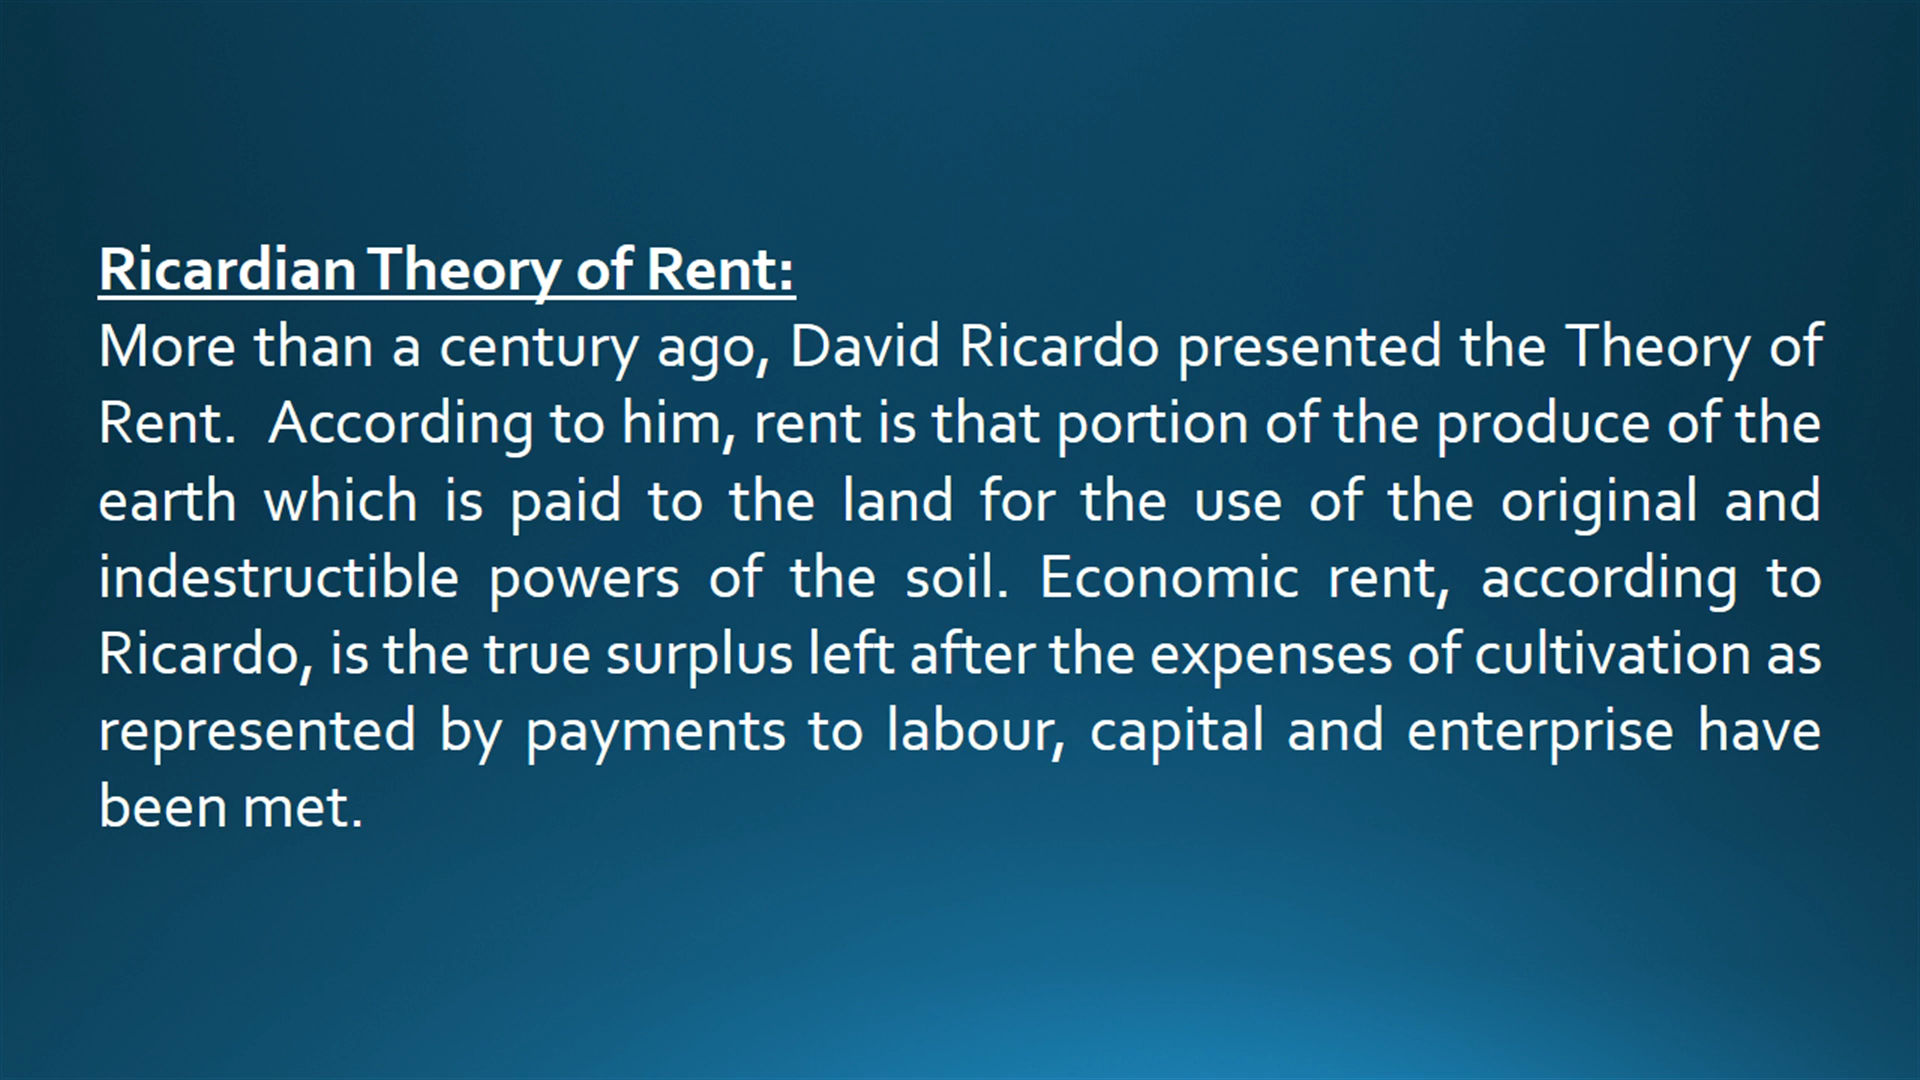 Ricardian Theory of Rent:
More than a century ago, David Ricardo presented the Theory of
Rent.  According to him, rent is that portion of the produce of the
earth which is paid to the land for the use of the original and
indestructible powers of the soil. Economic rent, according to
Ricardo, is the true surplus left after the expenses of cultivation as
represented by payments to labour, capital and enterprise have
been met.